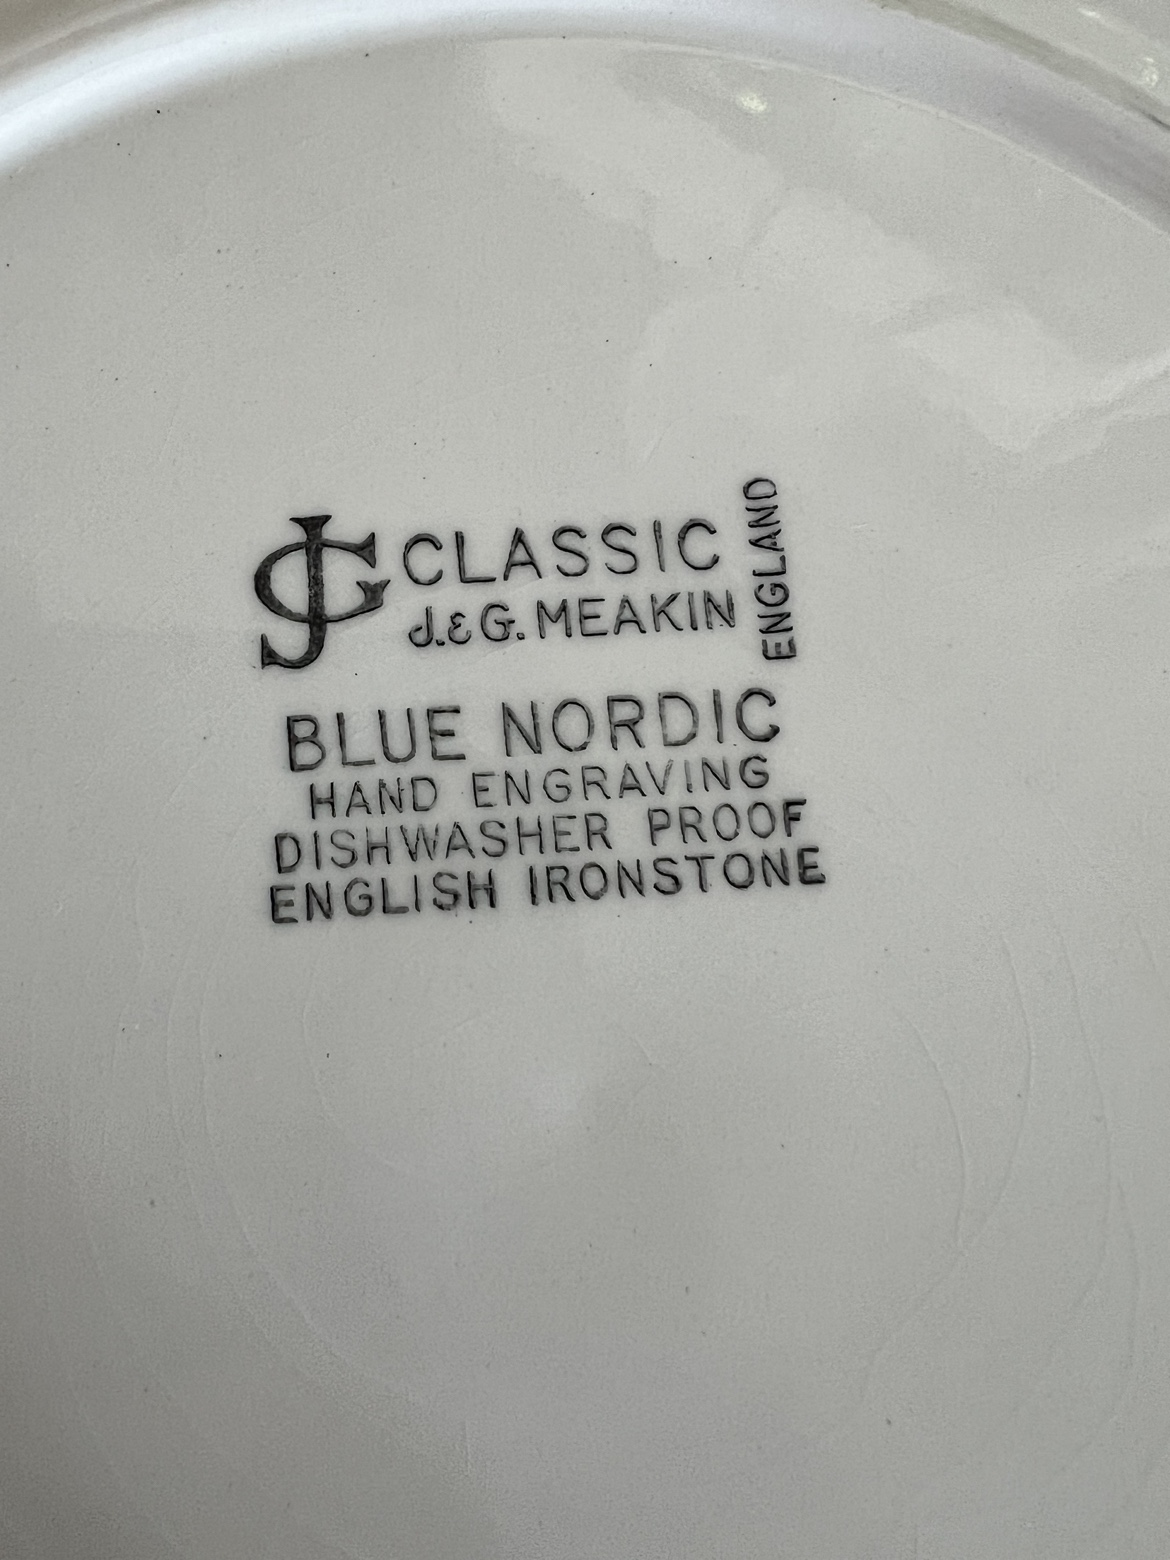 JG CLASSIC
J.&G. MEAKIN
ENGLAND
BLUE NORDIC
HAND ENGRAVING
DISHWASHER PROOF
ENGLISH IRONSTONE